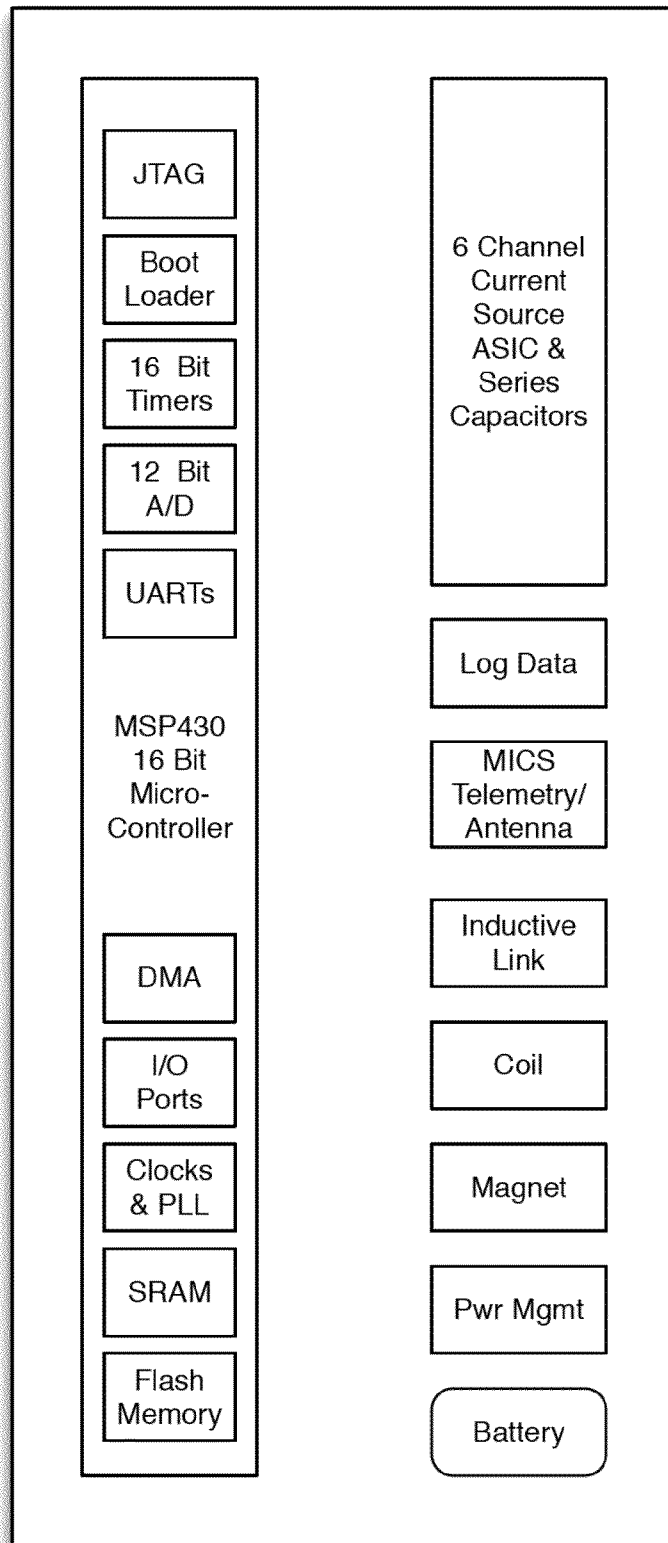 JTAG
Boot
Loader
16 Bit
Timers
12 Bit
A/D
UARTs
MSP430
16 Bit
Micro-
Controller
DMA
I/O
Ports
Clocks
& PLL
SRAM
Flash
Memory
6 Channel
Current
Source
ASIC &
Series
Capacitors
Log Data
MICS
Telemetry/
Antenna
Inductive
Link
Coil
Magnet
Pwr Mgmt
Battery